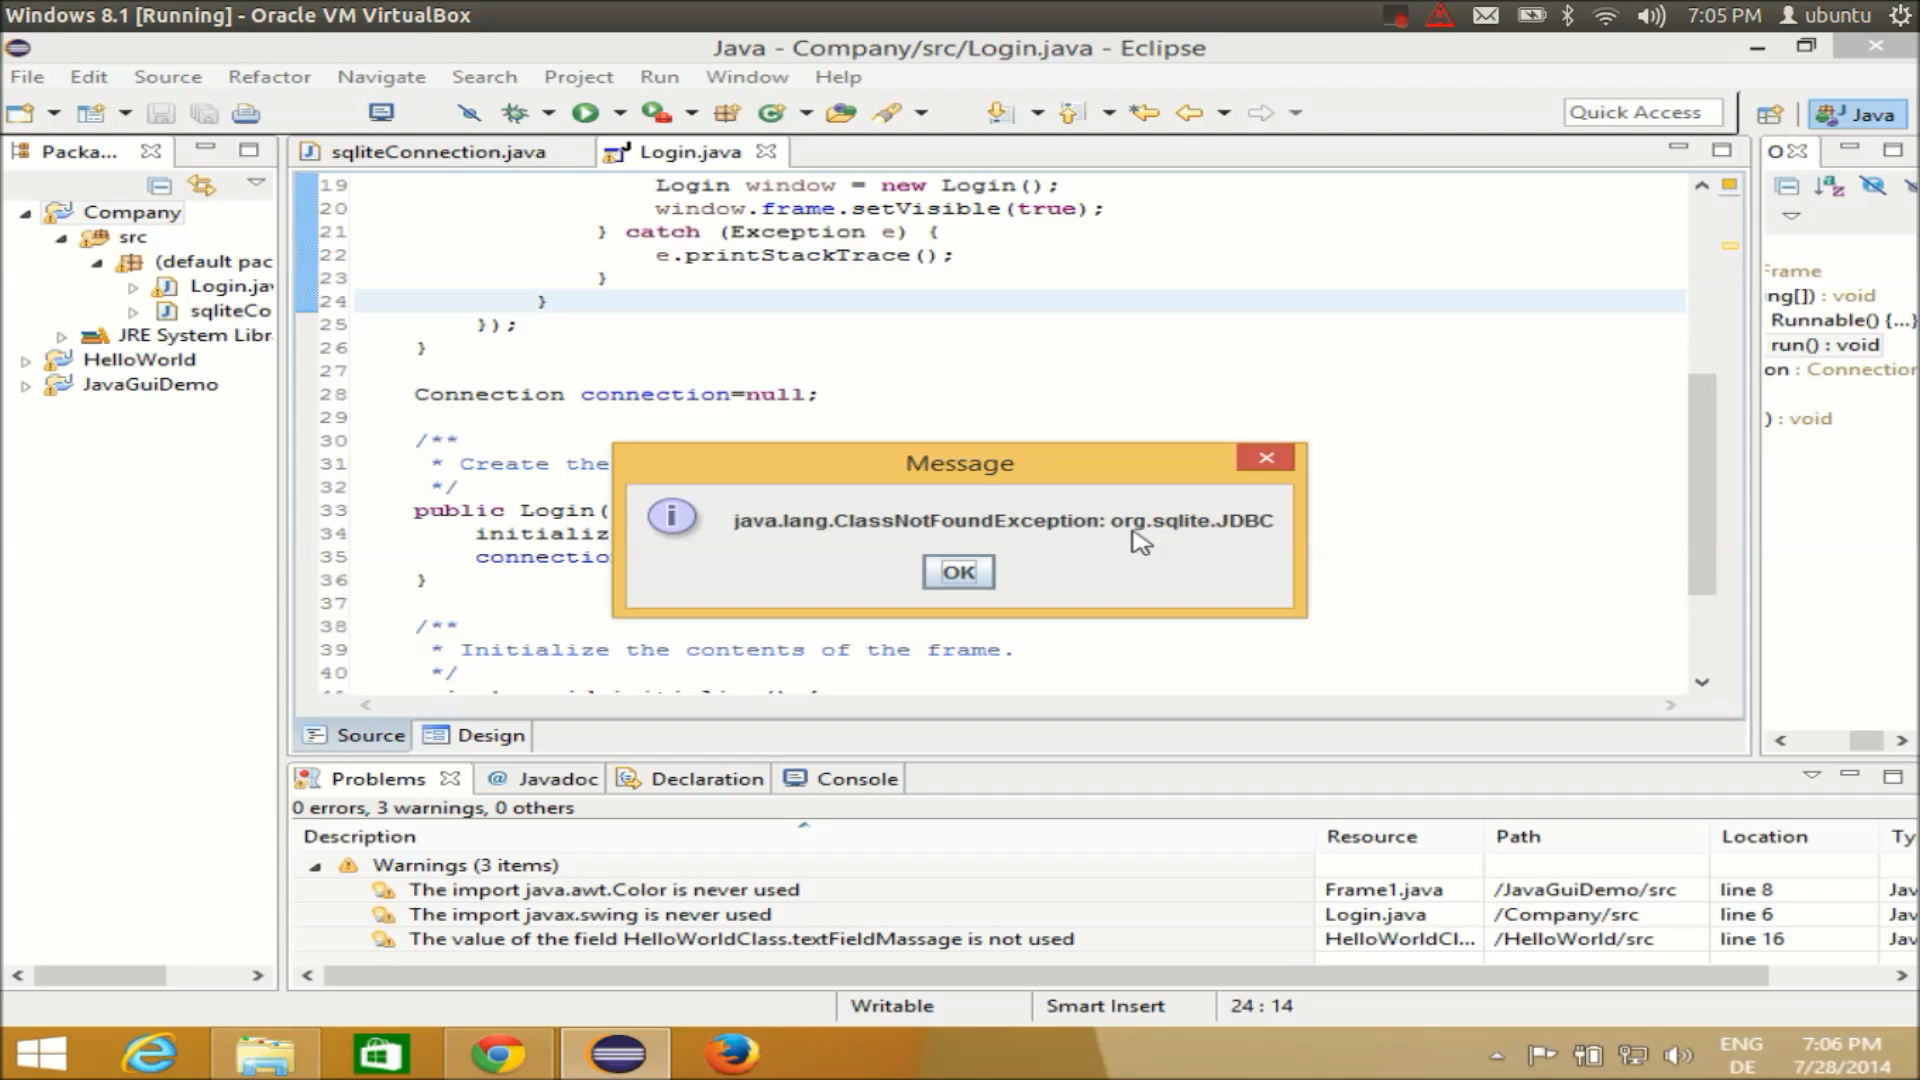 Windows 8.1 [Running] - Oracle VM VirtualBox
7:05 PM
ubuntu
Java - Company/src/Login.java - Eclipse
File Edit Source Refactor Navigate Search Project Run Window Help
Quick Access
Java
Packa...
sqliteConnection.java
Login.java
O
Company
src
(default pac
Login.jav
sqliteCo
JRE System Libr
HelloWorld
JavaGuiDemo
19 Login window = new Login();
20 window.frame.setVisible(true);
21 } catch (Exception e) {
22 e.printStackTrace();
23 }
24 }
25 });
26 }
27
28 Connection connection=null;
29
30 /**
31 * Create the
32 */
33 public Login(
34 initializ
35 connectio
36 }
37
38 /**
39 * Initialize the contents of the frame.
40 */
Message
java.lang.ClassNotFoundException: org.sqlite.JDBC
OK
Frame
ing[]) : void
Runnable() {...}
run() : void
on : Connection
) : void
Source
Design
Problems
@ Javadoc
Declaration
Console
0 errors, 3 warnings, 0 others
Description Resource Path Location Ty
Warnings (3 items)
The import java.awt.Color is never used Frame1.java /JavaGuiDemo/src line 8 Jav
The import javax.swing is never used Login.java /Company/src line 6 Jav
The value of the field HelloWorldClass.textFieldMassage is not used HelloWorldCl... /HelloWorld/src line 16 Jav
Writable
Smart Insert
24 : 14
ENG
DE
7:06 PM
7/28/2014